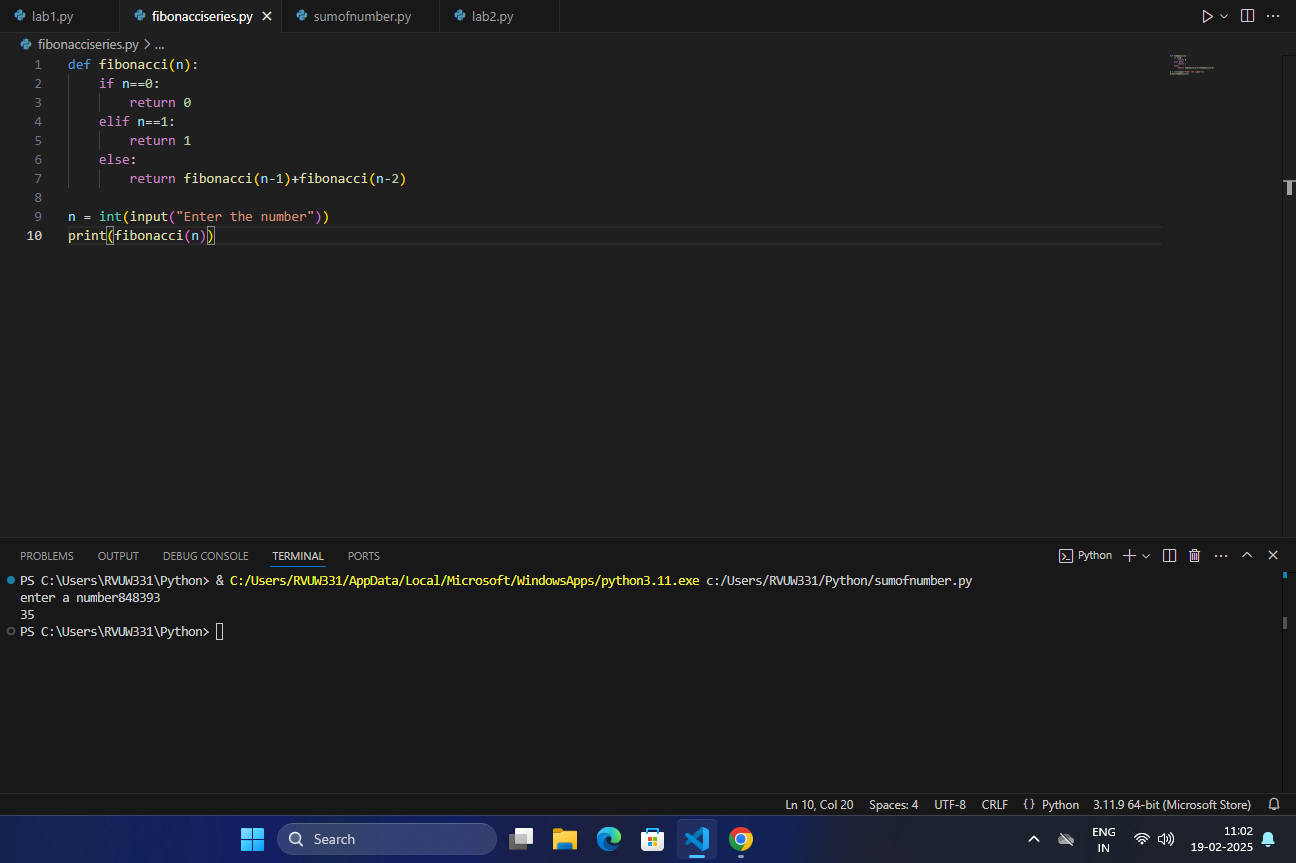 lab1.py fibonacciseries.py sumofnumber.py lab2.py
fibonacciseries.py > ...
1 def fibonacci(n):
2     if n==0:
3         return 0
4     elif n==1:
5         return 1
6     else:
7         return fibonacci(n-1)+fibonacci(n-2)
8
9 n = int(input("Enter the number"))
10 print(fibonacci(n))
PROBLEMS OUTPUT DEBUG CONSOLE TERMINAL PORTS Python
PS C:\Users\RVUW331\Python> & C:/Users/RVUW331/AppData/Local/Microsoft/WindowsApps/python3.11.exe c:/Users/RVUW331/Python/sumofnumber.py
enter a number848393
35
PS C:\Users\RVUW331\Python>
Ln 10, Col 20 Spaces: 4 UTF-8 CRLF {} Python 3.11.9 64-bit (Microsoft Store)
Search
ENG
IN
11:02
19-02-2025